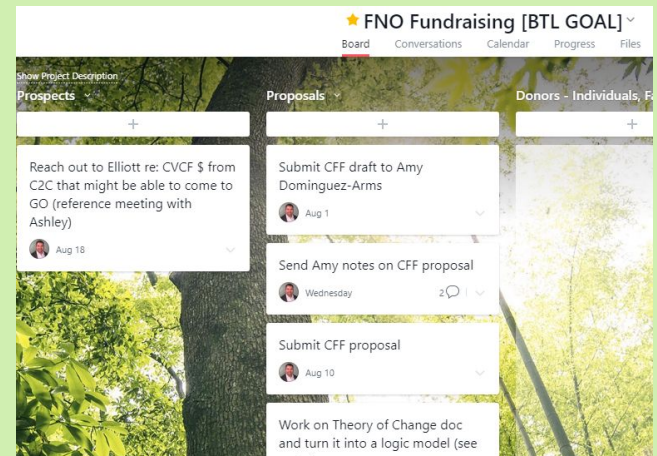 FNO Fundraising [BTL GOAL]
Board Conversations Calendar Progress Files
Show Project Description
Prospects
Proposals
Donors - Individuals,
+
+
+
Reach out to Elliott re: CVCF $ from
C2C that might be able to come to
GO (reference meeting with
Ashley)
Aug 18
Submit CFF draft to Amy
Dominguez-Arms
Aug 1
Send Amy notes on CFF proposal
Wednesday 2
Submit CFF proposal
Aug 10
Work on Theory of Change doc
and turn it into a logic model (see